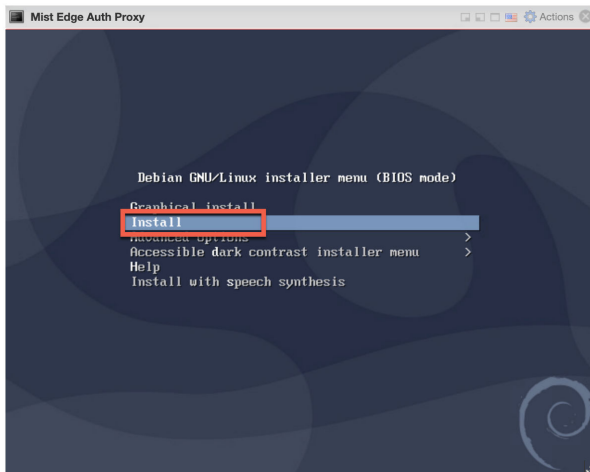 Mist Edge Auth Proxy
Actions
Debian GNU/Linux installer menu (BIOS mode)
Graphical install
Install
Advanced options >
Accessible dark contrast installer menu >
Help
Install with speech synthesis